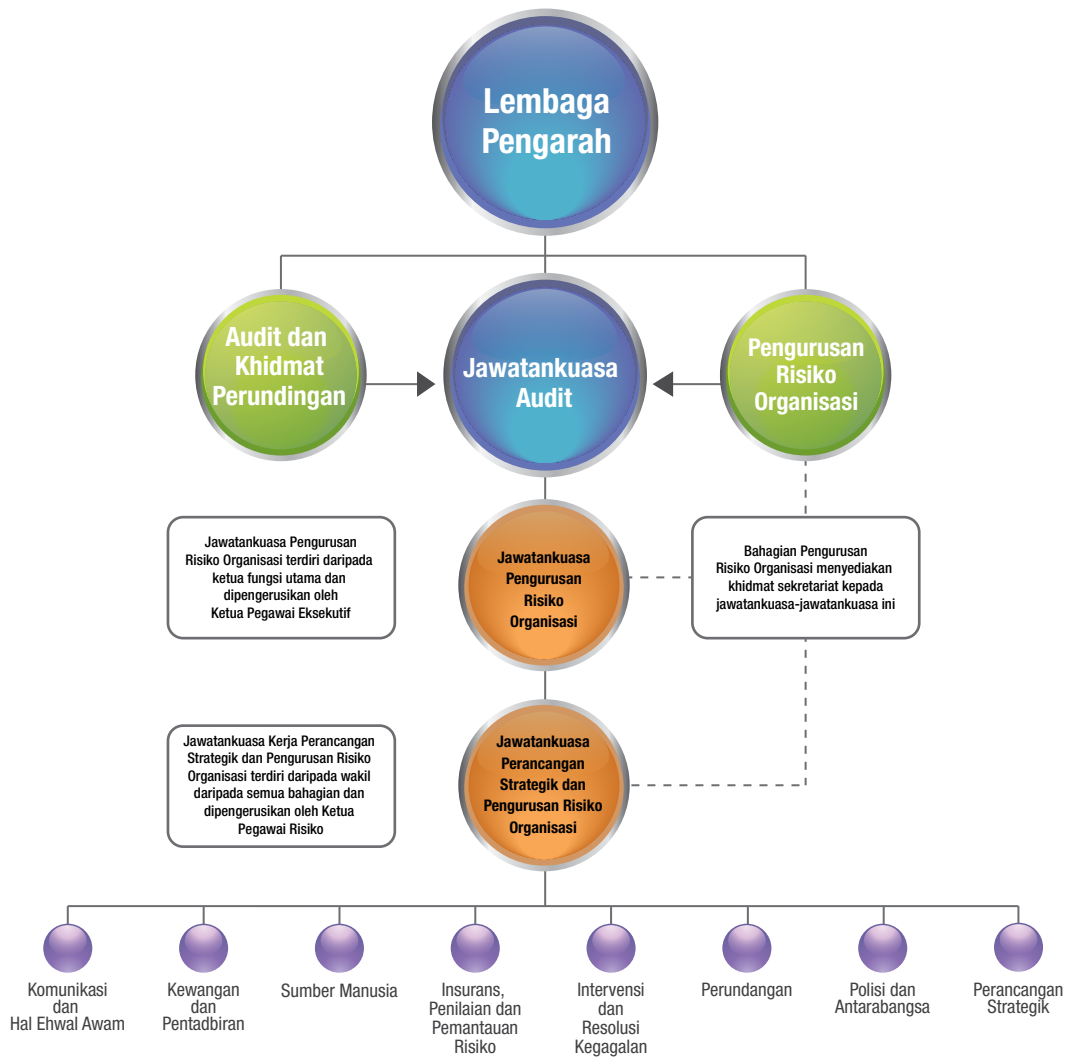 Lembaga
Pengarah
Audit dan
Khidmat
Perundingan
Jawatankuasa
Audit
Pengurusan
Risiko
Organisasi
Jawatankuasa Pengurusan
Risiko Organisasi terdiri daripada
ketua fungsi utama dan
dipengerusikan oleh
Ketua Pegawai Eksekutif
Jawatankuasa
Pengurusan
Risiko
Organisasi
Bahagian Pengurusan
Risiko Organisasi menyediakan
khidmat sekretariat kepada
jawatankuasa-jawatankuasa ini
Jawatankuasa Kerja Perancangan
Strategik dan Pengurusan Risiko
Organisasi terdiri daripada wakil
daripada semua bahagian dan
dipengerusikan oleh Ketua
Pegawai Risiko
Jawatankuasa
Perancangan
Strategik dan
Pengurusan Risiko
Organisasi
Komunikasi
dan
Hal Ehwal Awam
Kewangan
dan
Pentadbiran
Sumber Manusia
Insurans,
Penilaian dan
Pemantauan
Risiko
Intervensi
dan
Resolusi
Kegagalan
Perundangan
Polisi dan
Antarabangsa
Perancangan
Strategik